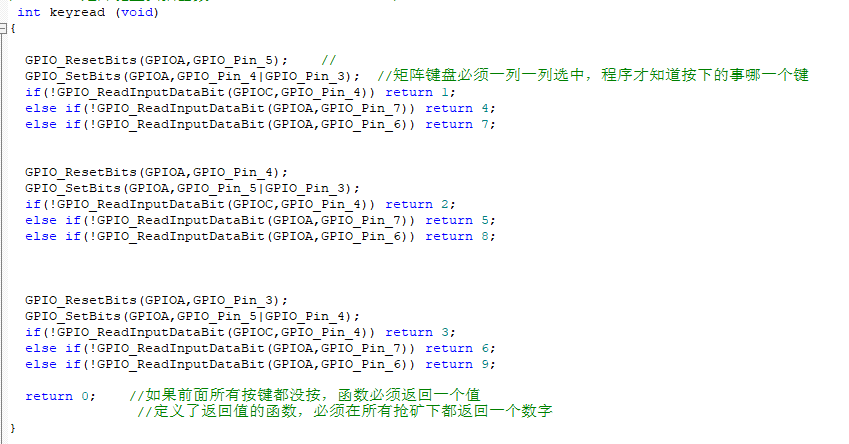 int keyread (void)
{
GPIO_ResetBits(GPIOA,GPIO_Pin_5);    //
GPIO_SetBits(GPIOA,GPIO_Pin_4|GPIO_Pin_3);  //矩阵键盘必须一列一列选中，程序才知道按下的事哪一个键
if(!GPIO_ReadInputDataBit(GPIOC,GPIO_Pin_4)) return 1;
else if(!GPIO_ReadInputDataBit(GPIOA,GPIO_Pin_7)) return 4;
else if(!GPIO_ReadInputDataBit(GPIOA,GPIO_Pin_6)) return 7;
GPIO_ResetBits(GPIOA,GPIO_Pin_4);
GPIO_SetBits(GPIOA,GPIO_Pin_5|GPIO_Pin_3);
if(!GPIO_ReadInputDataBit(GPIOC,GPIO_Pin_4)) return 2;
else if(!GPIO_ReadInputDataBit(GPIOA,GPIO_Pin_7)) return 5;
else if(!GPIO_ReadInputDataBit(GPIOA,GPIO_Pin_6)) return 8;
GPIO_ResetBits(GPIOA,GPIO_Pin_3);
GPIO_SetBits(GPIOA,GPIO_Pin_5|GPIO_Pin_4);
if(!GPIO_ReadInputDataBit(GPIOC,GPIO_Pin_4)) return 3;
else if(!GPIO_ReadInputDataBit(GPIOA,GPIO_Pin_7)) return 6;
else if(!GPIO_ReadInputDataBit(GPIOA,GPIO_Pin_6)) return 9;
return 0;    //如果前面所有按键都没按，函数必须返回一个值
//定义了返回值的函数，必须在所有抢矿下都返回一个数字
}